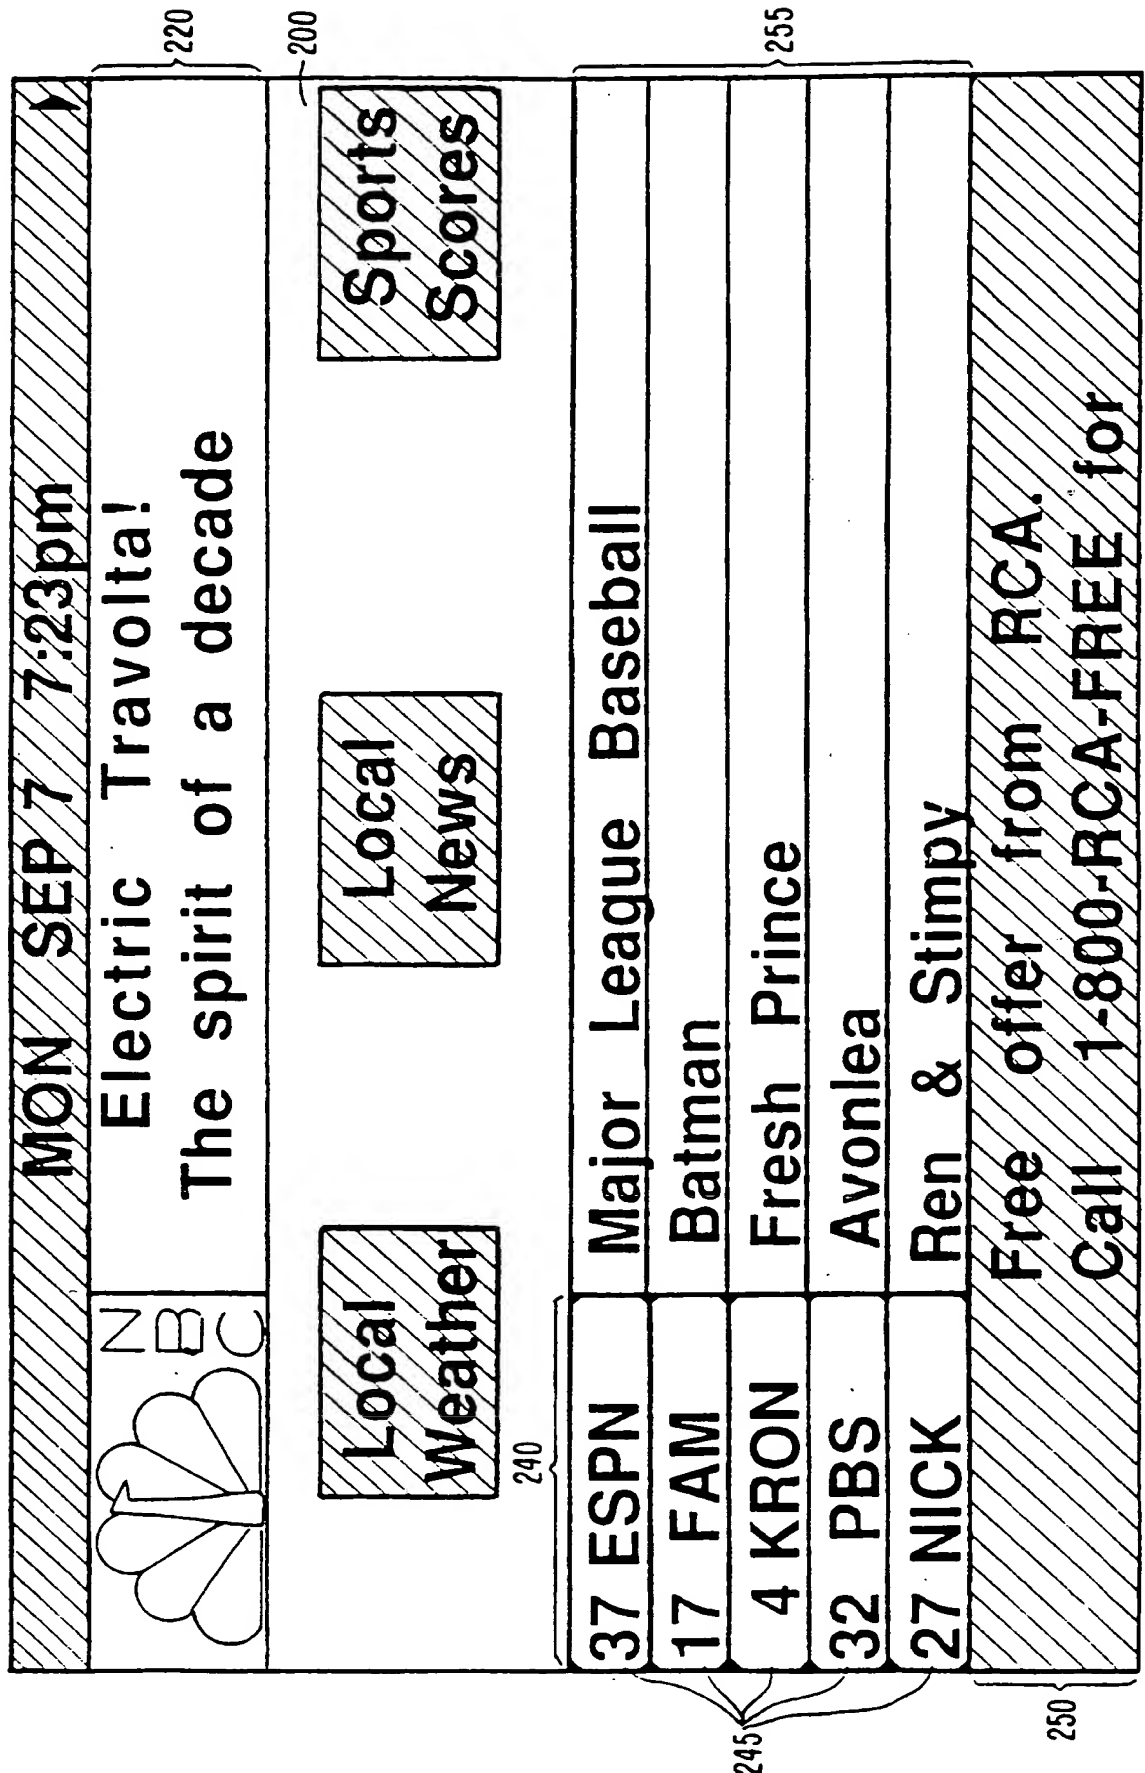 MON SEP 7 7:23pm
220
NBC
Electric Travolta!
The spirit of a decade
200
Local Weather
Local News
Sports Scores
240
255
37 ESPN Major League Baseball
17 FAM Batman
4 KRON Fresh Prince
32 PBS Avonlea
27 NICK Ren & Stimpy
245
Free offer from RCA.
Call 1-800-RCA-FREE for
250